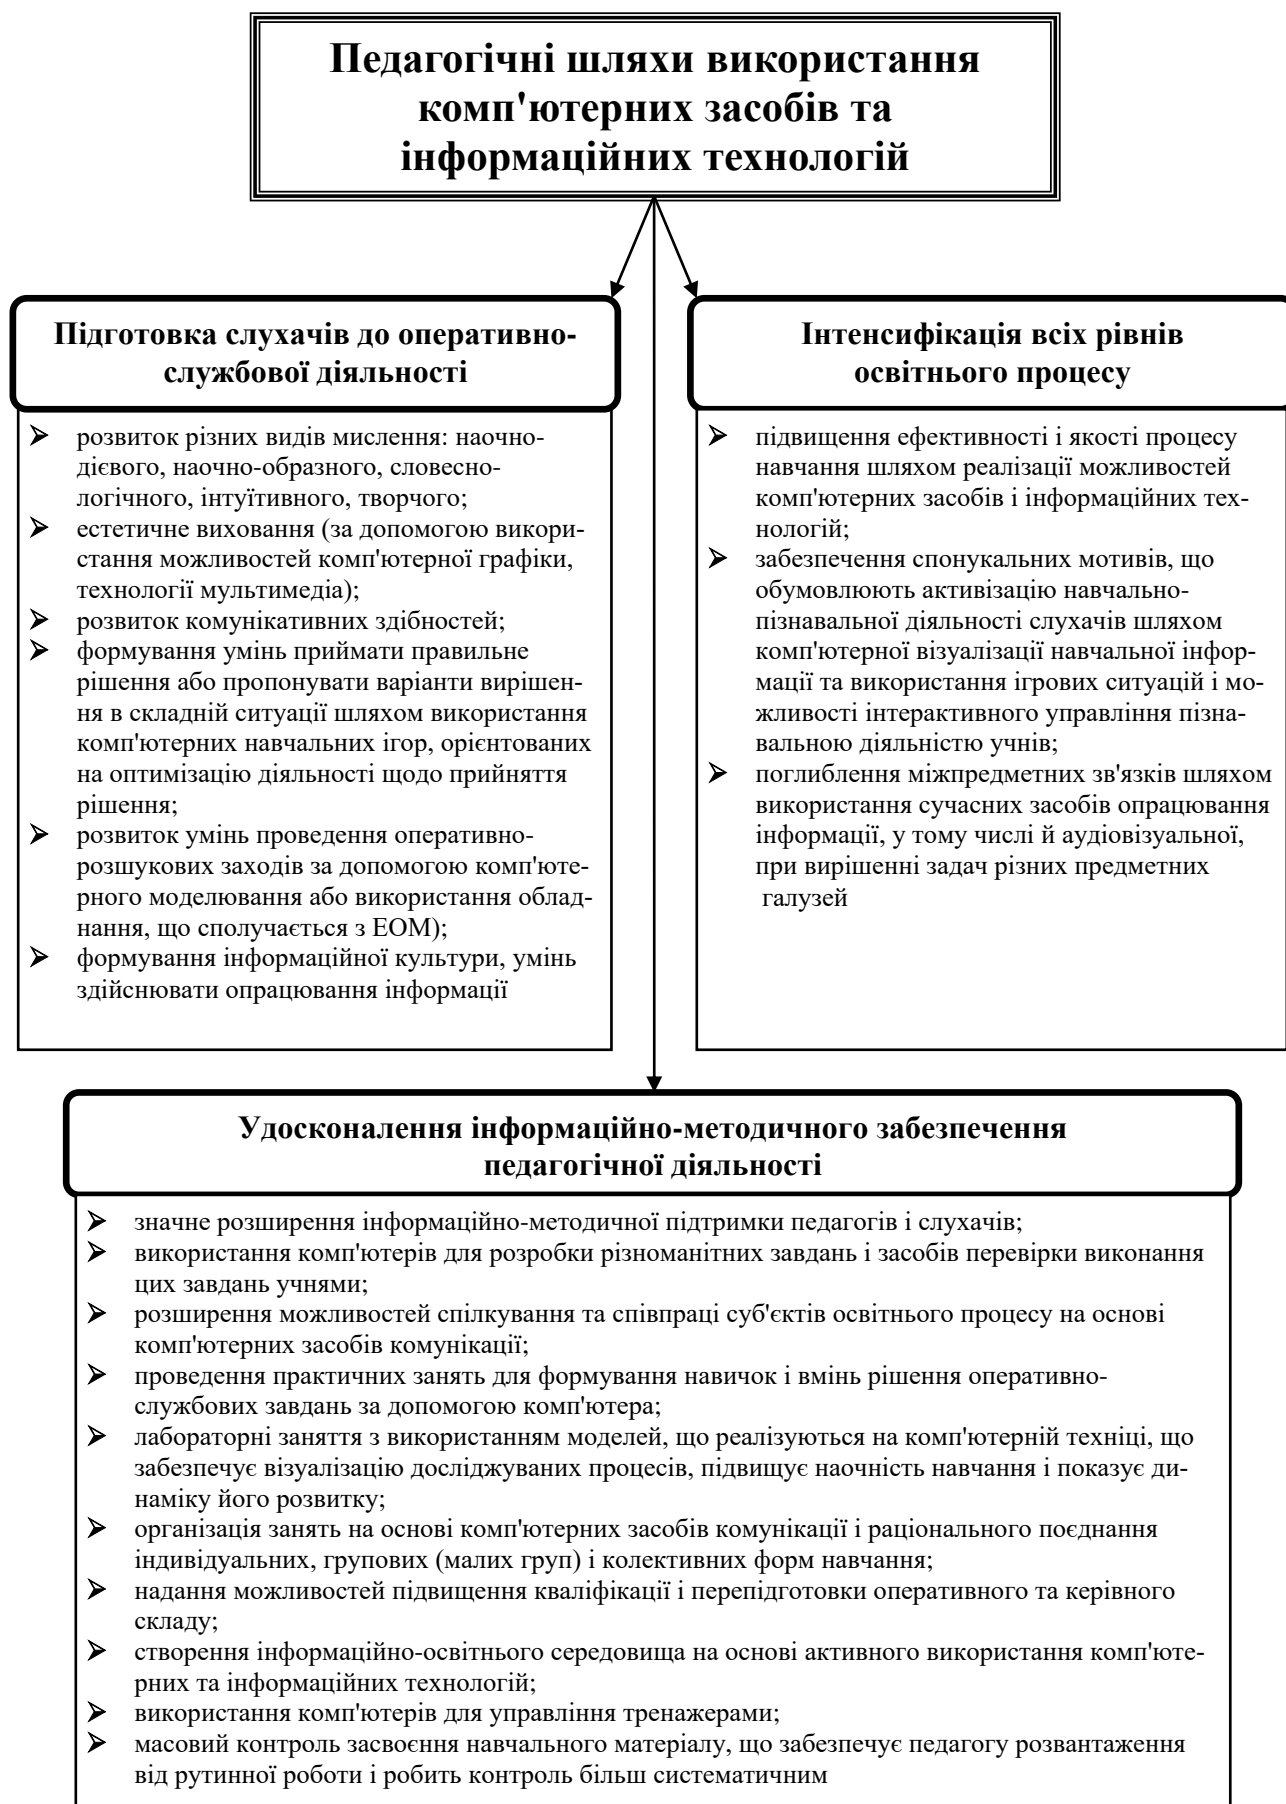 Педагогічні шляхи використання
комп'ютерних засобів та
інформаційних технологій
Підготовка слухачів до оперативно-
службової діяльності
розвиток різних видів мислення: наочно-
дієвого, наочно-образного, словесно-
логічного, інтуїтивного, творчого;
естетичне виховання (за допомогою викори-
стання можливостей комп'ютерної графіки,
технології мультимедіа);
розвиток комунікативних здібностей;
формування умінь приймати правильне
рішення або пропонувати варіанти вирішен-
ня в складній ситуації шляхом використання
комп'ютерних навчальних ігор, орієнтованих
на оптимізацію діяльності щодо прийняття
рішення;
розвиток умінь проведення оперативно-
розшукових заходів за допомогою комп'юте-
рного моделювання або використання облад-
нання, що сполучається з ЕОМ);
формування інформаційної культури, умінь
здійснювати опрацювання інформації
Інтенсифікація всіх рівнів
освітнього процесу
підвищення ефективності і якості процесу
навчання шляхом реалізації можливостей
комп'ютерних засобів і інформаційних тех-
нологій;
забезпечення спонукальних мотивів, що
обумовлюють активізацію навчально-
пізнавальної діяльності слухачів шляхом
комп'ютерної візуалізації навчальної інфор-
мації та використання ігрових ситуацій і мо-
жливості інтерактивного управління пізна-
вальною діяльністю учнів;
поглиблення міжпредметних зв'язків шляхом
використання сучасних засобів опрацювання
інформації, у тому числі й аудіовізуальної,
при вирішенні задач різних предметних
галузей
Удосконалення інформаційно-методичного забезпечення
педагогічної діяльності
значне розширення інформаційно-методичної підтримки педагогів і слухачів;
використання комп'ютерів для розробки різноманітних завдань і засобів перевірки виконання
цих завдань учнями;
розширення можливостей спілкування та співпраці суб'єктів освітнього процесу на основі
комп'ютерних засобів комунікації;
проведення практичних занять для формування навичок і вмінь рішення оперативно-
службових завдань за допомогою комп'ютера;
лабораторні заняття з використанням моделей, що реалізуються на комп'ютерній техніці, що
забезпечує візуалізацію досліджуваних процесів, підвищує наочність навчання і показує ди-
наміку його розвитку;
організація занять на основі комп'ютерних засобів комунікації і раціонального поєднання
індивідуальних, групових (малих груп) і колективних форм навчання;
надання можливостей підвищення кваліфікації і перепідготовки оперативного та керівного
складу;
створення інформаційно-освітнього середовища на основі активного використання комп'юте-
рних та інформаційних технологій;
використання комп'ютерів для управління тренажерами;
масовий контроль засвоєння навчального матеріалу, що забезпечує педагогу розвантаження
від рутинної роботи і робить контроль більш систематичним